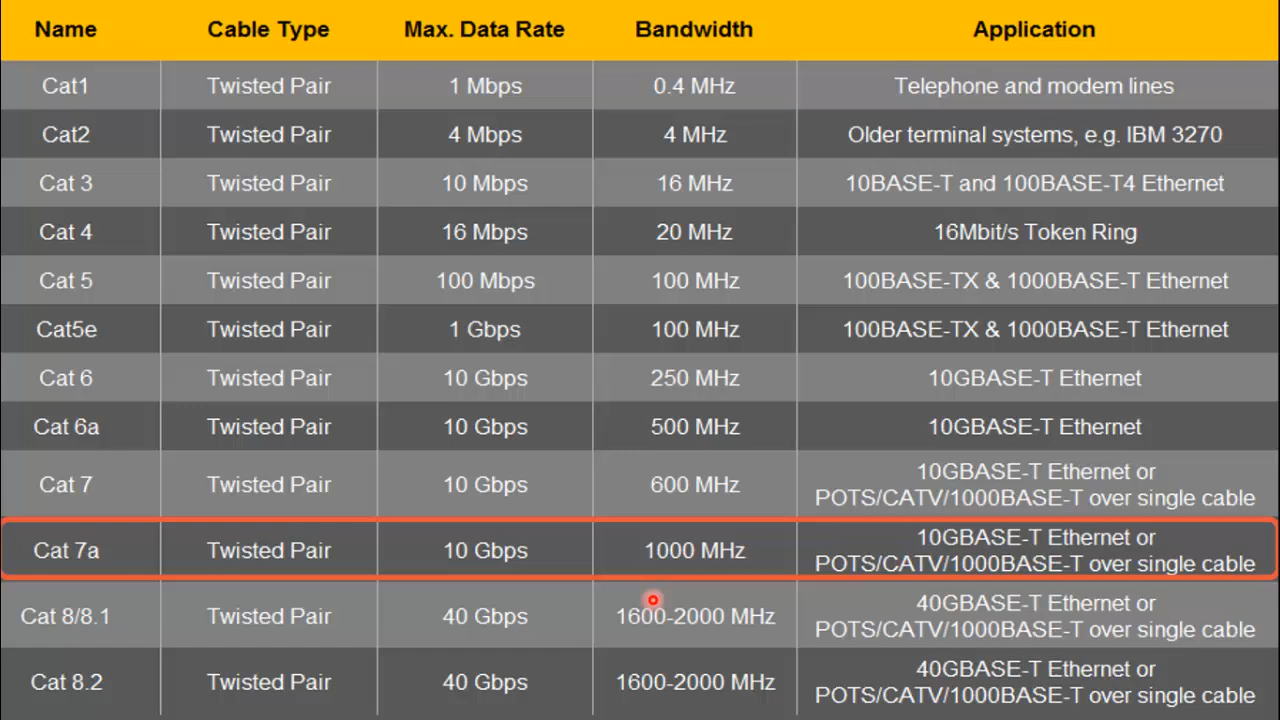 Name Cable Type Max. Data Rate Bandwidth Application
Cat1 Twisted Pair 1 Mbps 0.4 MHz Telephone and modem lines
Cat2 Twisted Pair 4 Mbps 4 MHz Older terminal systems, e.g. IBM 3270
Cat 3 Twisted Pair 10 Mbps 16 MHz 10BASE-T and 100BASE-T4 Ethernet
Cat 4 Twisted Pair 16 Mbps 20 MHz 16Mbit/s Token Ring
Cat 5 Twisted Pair 100 Mbps 100 MHz 100BASE-TX & 1000BASE-T Ethernet
Cat5e Twisted Pair 1 Gbps 100 MHz 100BASE-TX & 1000BASE-T Ethernet
Cat 6 Twisted Pair 10 Gbps 250 MHz 10GBASE-T Ethernet
Cat 6a Twisted Pair 10 Gbps 500 MHz 10GBASE-T Ethernet
Cat 7 Twisted Pair 10 Gbps 600 MHz 10GBASE-T Ethernet or
POTS/CATV/1000BASE-T over single cable
Cat 7a Twisted Pair 10 Gbps 1000 MHz 10GBASE-T Ethernet or
POTS/CATV/1000BASE-T over single cable
Cat 8/8.1 Twisted Pair 40 Gbps 1600-2000 MHz 40GBASE-T Ethernet or
POTS/CATV/1000BASE-T over single cable
Cat 8.2 Twisted Pair 40 Gbps 1600-2000 MHz 40GBASE-T Ethernet or
POTS/CATV/1000BASE-T over single cable